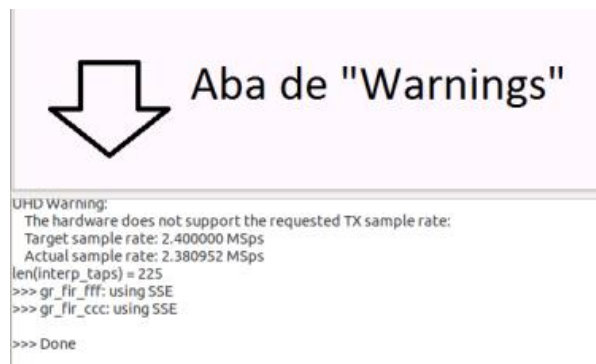 Aba de "Warnings"
UHD Warning:
The hardware does not support the requested TX sample rate:
Target sample rate: 2.400000 MSps
Actual sample rate: 2.380952 MSps
len(interp_taps) = 225
>>> gr_fir_fff: using SSE
>>> gr_fir_ccc: using SSE
>>> Done